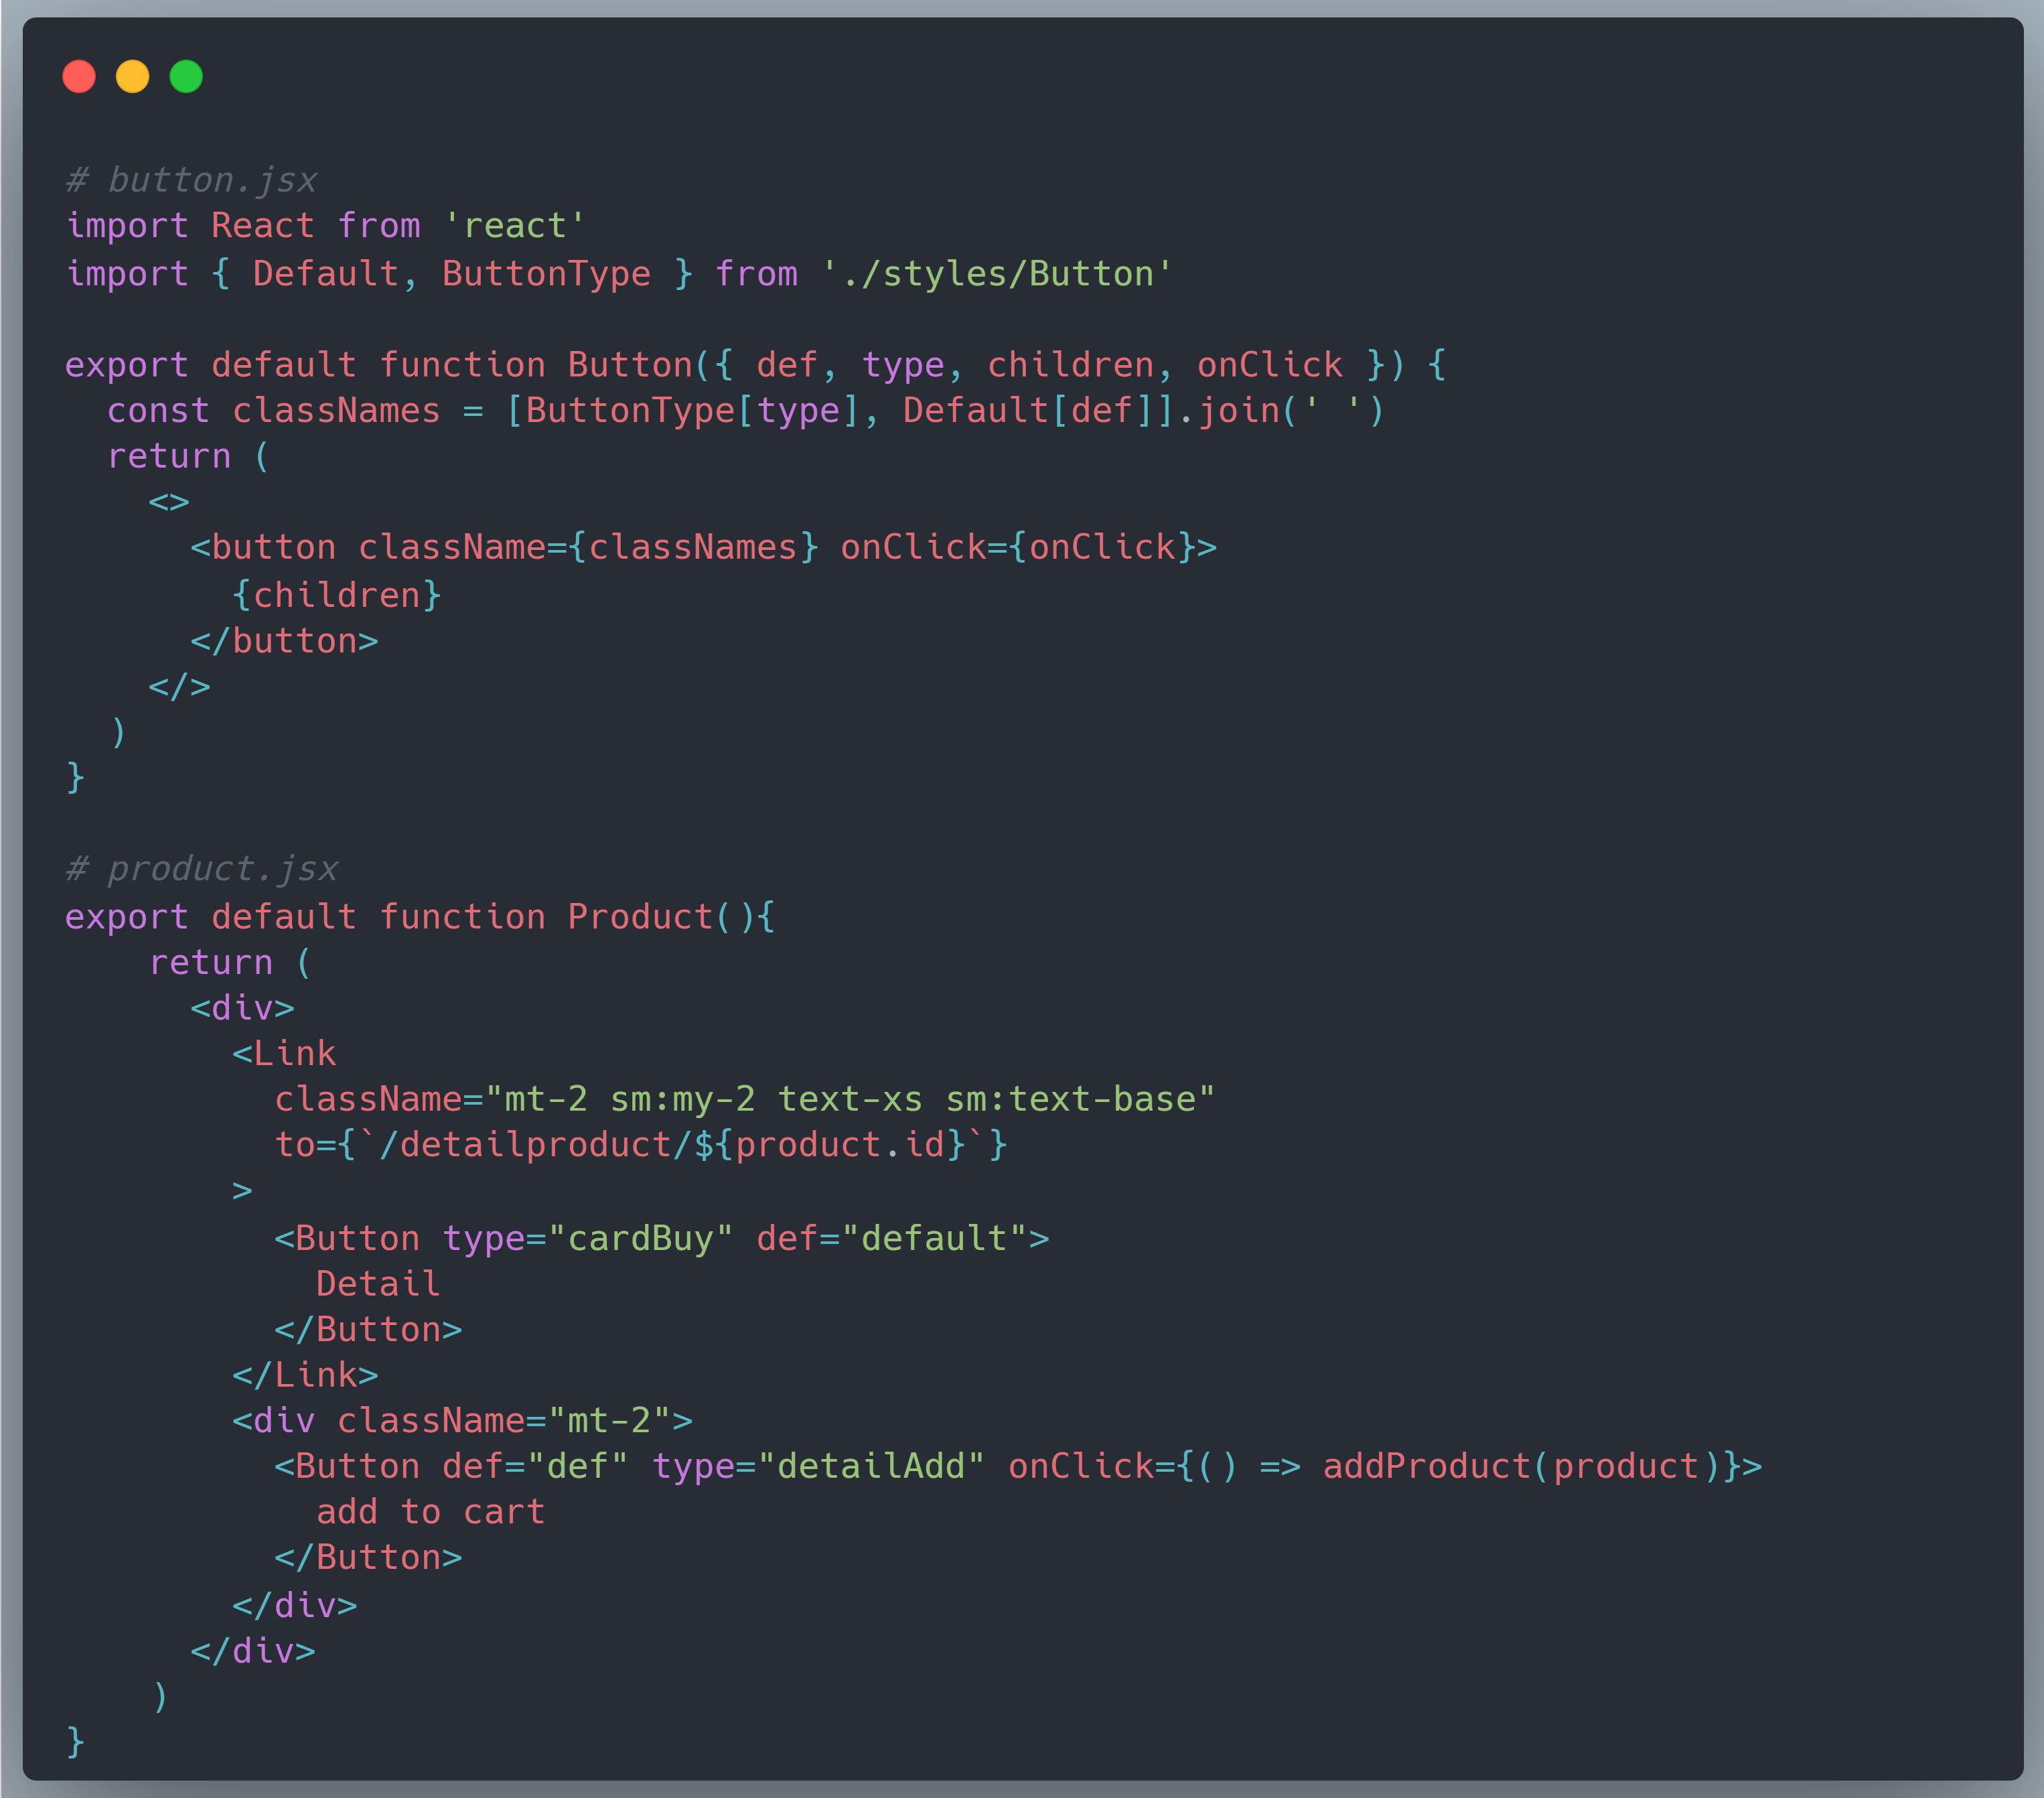 # button.jsx
import React from 'react'
import { Default, ButtonType } from './styles/Button'

export default function Button({ def, type, children, onClick }) {
  const classNames = [ButtonType[type], Default[def]].join(' ')
  return (
    <>
      <button className={classNames} onClick={onClick}>
        {children}
      </button>
    </>
  )
}

# product.jsx
export default function Product(){
    return (
      <div>
        <Link
          className="mt-2 sm:my-2 text-xs sm:text-base"
          to={`/detailproduct/${product.id}`}
        >
          <Button type="cardBuy" def="default">
            Detail
          </Button>
        </Link>
        <div className="mt-2">
          <Button def="def" type="detailAdd" onClick={() => addProduct(product)}>
            add to cart
          </Button>
        </div>
      </div>
    )
}